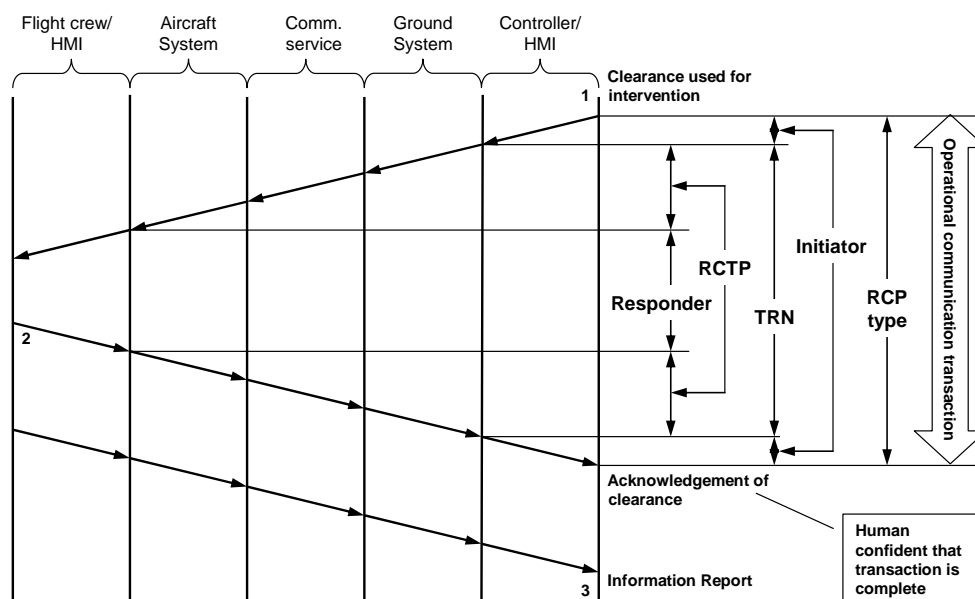 Flight crew/
HMI
Aircraft
System
Comm.
service
Ground
System
Controller/
HMI
1
Clearance used for
intervention
Operational communication transaction
Initiator
RCTP
RCP
type
Responder
TRN
2
Acknowledgement of
clearance
Human
confident that
transaction is
complete
3
Information Report